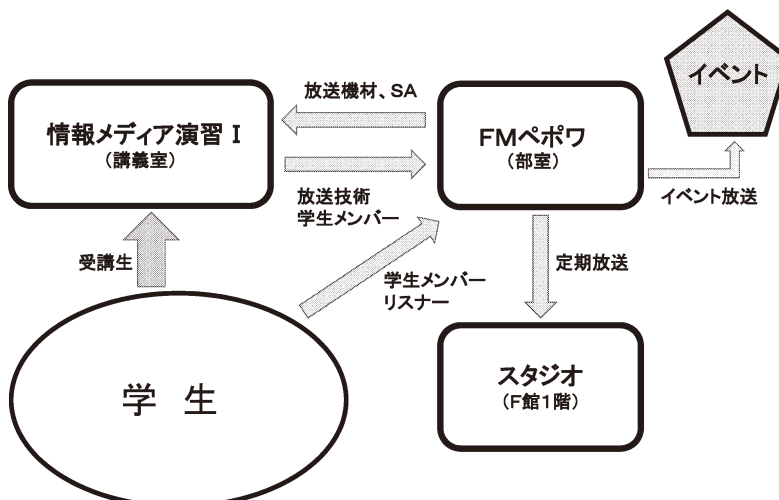 イベント
放送機材、SA
情報メディア演習Ⅰ
（講義室）
FMペポワ
（部室）
放送技術
学生メンバー
イベント放送
受講生
学生メンバー
リスナー
定期放送
学 生
スタジオ
（F館1階）